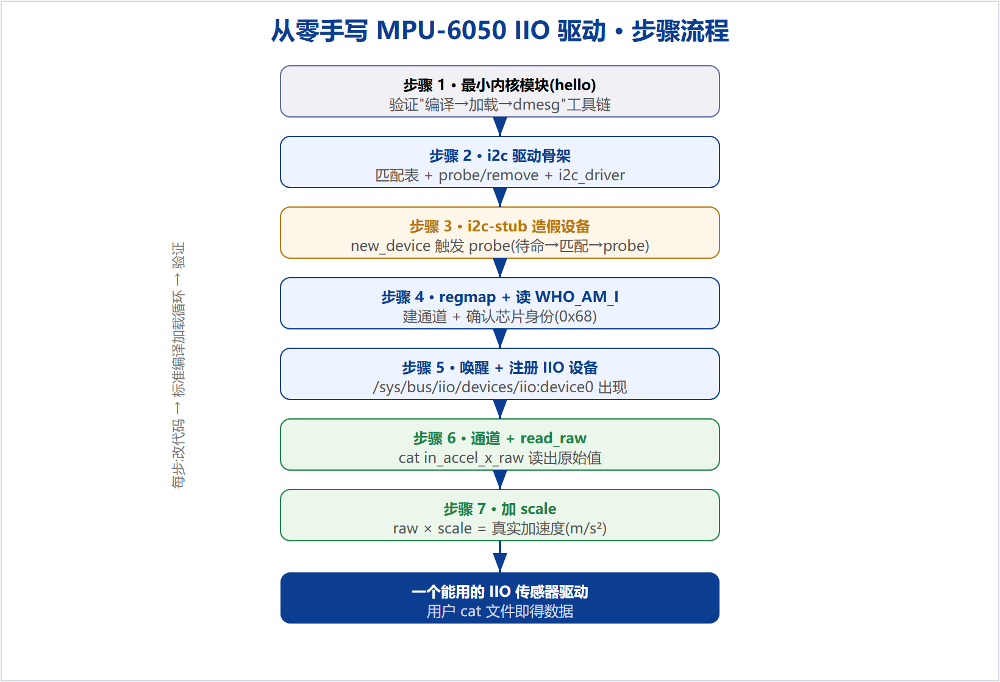 从零手写 MPU-6050 IIO 驱动 · 步骤流程
步骤 1 · 最小内核模块(hello)
验证"编译→加载→dmesg"工具链
步骤 2 · i2c 驱动骨架
匹配表 + probe/remove + i2c_driver
步骤 3 · i2c-stub 造假设备
new_device 触发 probe(待命→匹配→probe)
步骤 4 · regmap + 读 WHO_AM_I
建通道 + 确认芯片身份(0x68)
步骤 5 · 唤醒 + 注册 IIO 设备
/sys/bus/iio/devices/iio:device0 出现
步骤 6 · 通道 + read_raw
cat in_accel_x_raw 读出原始值
步骤 7 · 加 scale
raw × scale = 真实加速度(m/s²)
一个能用的 IIO 传感器驱动
用户 cat 文件即得数据
每步:改代码 → 标准编译加载循环 → 验证